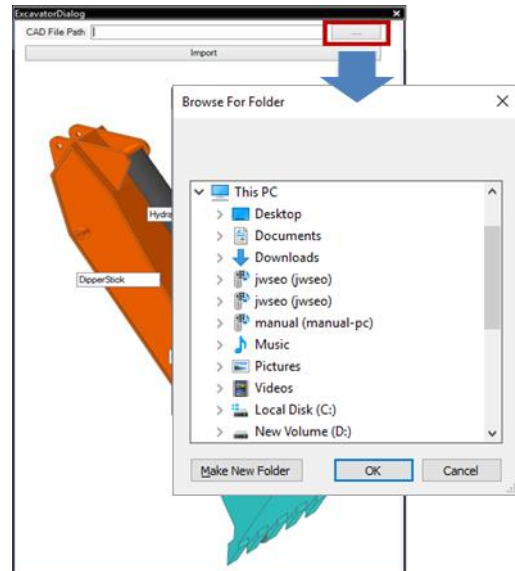 ExcavatorDialog
CAD File Path
...
Import
Browse For Folder
This PC
Desktop
Documents
Downloads
jwseo (jwseo)
jwseo (jwseo)
manual (manual-pc)
Music
Pictures
Videos
Local Disk (C:)
New Volume (D:)
Hydra
DipperStick
Make New Folder
OK
Cancel